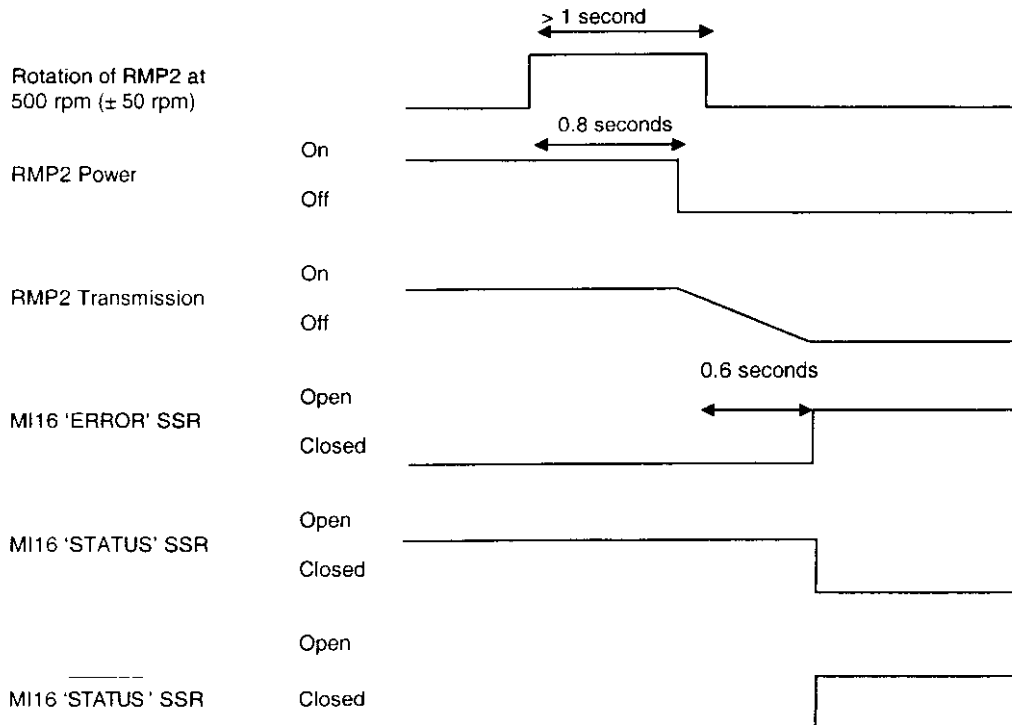 > 1 second
Rotation of RMP2 at
500 rpm (± 50 rpm)
0.8 seconds
On
RMP2 Power
Off
On
RMP2 Transmission
Off
0.6 seconds
Open
MI16 ‘ERROR’ SSR
Closed
Open
MI16 ‘STATUS’ SSR
Closed
Open
MI16 ‘S̅T̅A̅T̅U̅S̅’ SSR
Closed